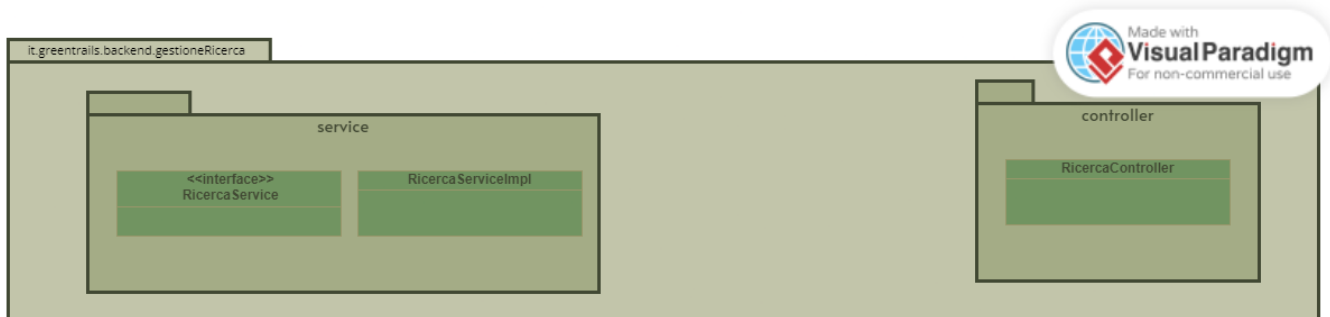 Made with
Visual Paradigm
For non-commercial use
it.greentrails.backend.gestioneRicerca
service
controller
<<interface>>
RicercaService
RicercaServiceImpl
RicercaController